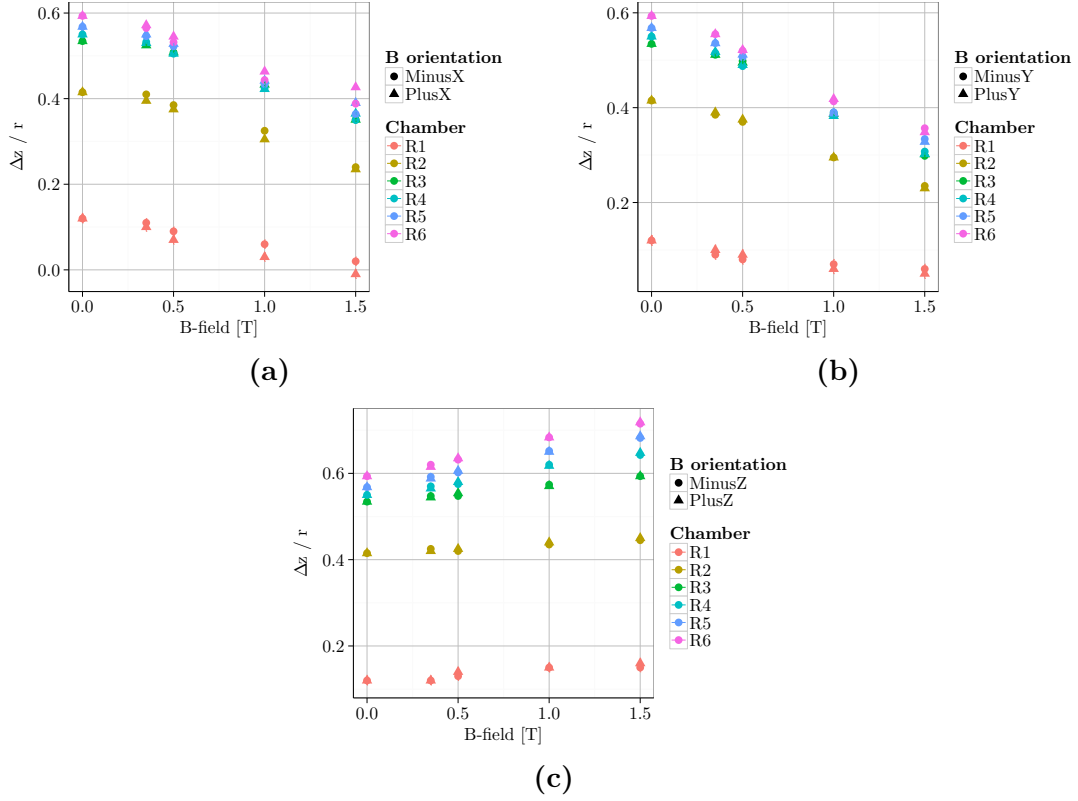 0.6
0.4
0.2
0.0
Δz / r
0.0 0.5 1.0 1.5
B-field [T]
B orientation
MinusX
PlusX
Chamber
R1
R2
R3
R4
R5
R6
(a)
0.6
0.4
0.2
Δz / r
0.0 0.5 1.0 1.5
B-field [T]
B orientation
MinusY
PlusY
Chamber
R1
R2
R3
R4
R5
R6
(b)
0.6
0.4
0.2
Δz / r
0.0 0.5 1.0 1.5
B-field [T]
B orientation
MinusZ
PlusZ
Chamber
R1
R2
R3
R4
R5
R6
(c)